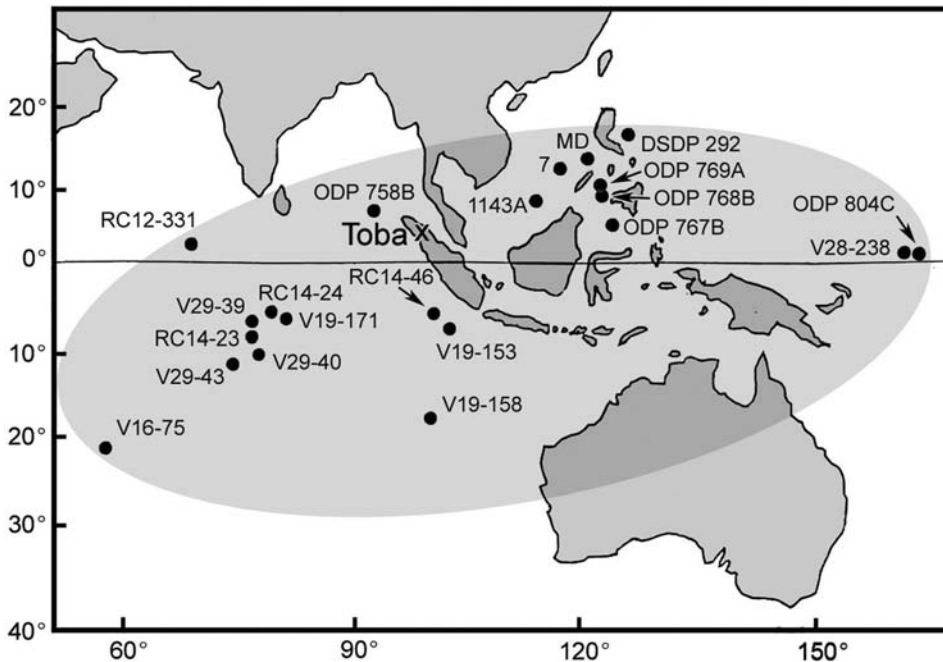 20°
10°
0°
10°
20°
30°
40°
60°
90°
120°
150°
MD
DSDP 292
7
ODP 769A
ODP 758B
1143A
ODP 768B
ODP 804C
RC12-331
Toba X
ODP 767B
V28-238
RC14-46
RC14-24
V29-39
V19-171
RC14-23
V19-153
V29-43
V29-40
V19-158
V16-75